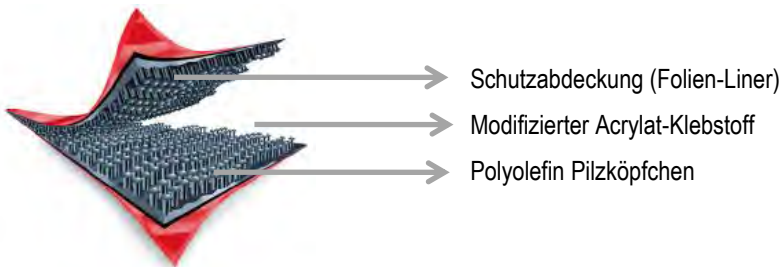 Schutzabdeckung (Folien-Liner)
Modifizierter Acrylat-Klebstoff
Polyolefin Pilzköpfchen